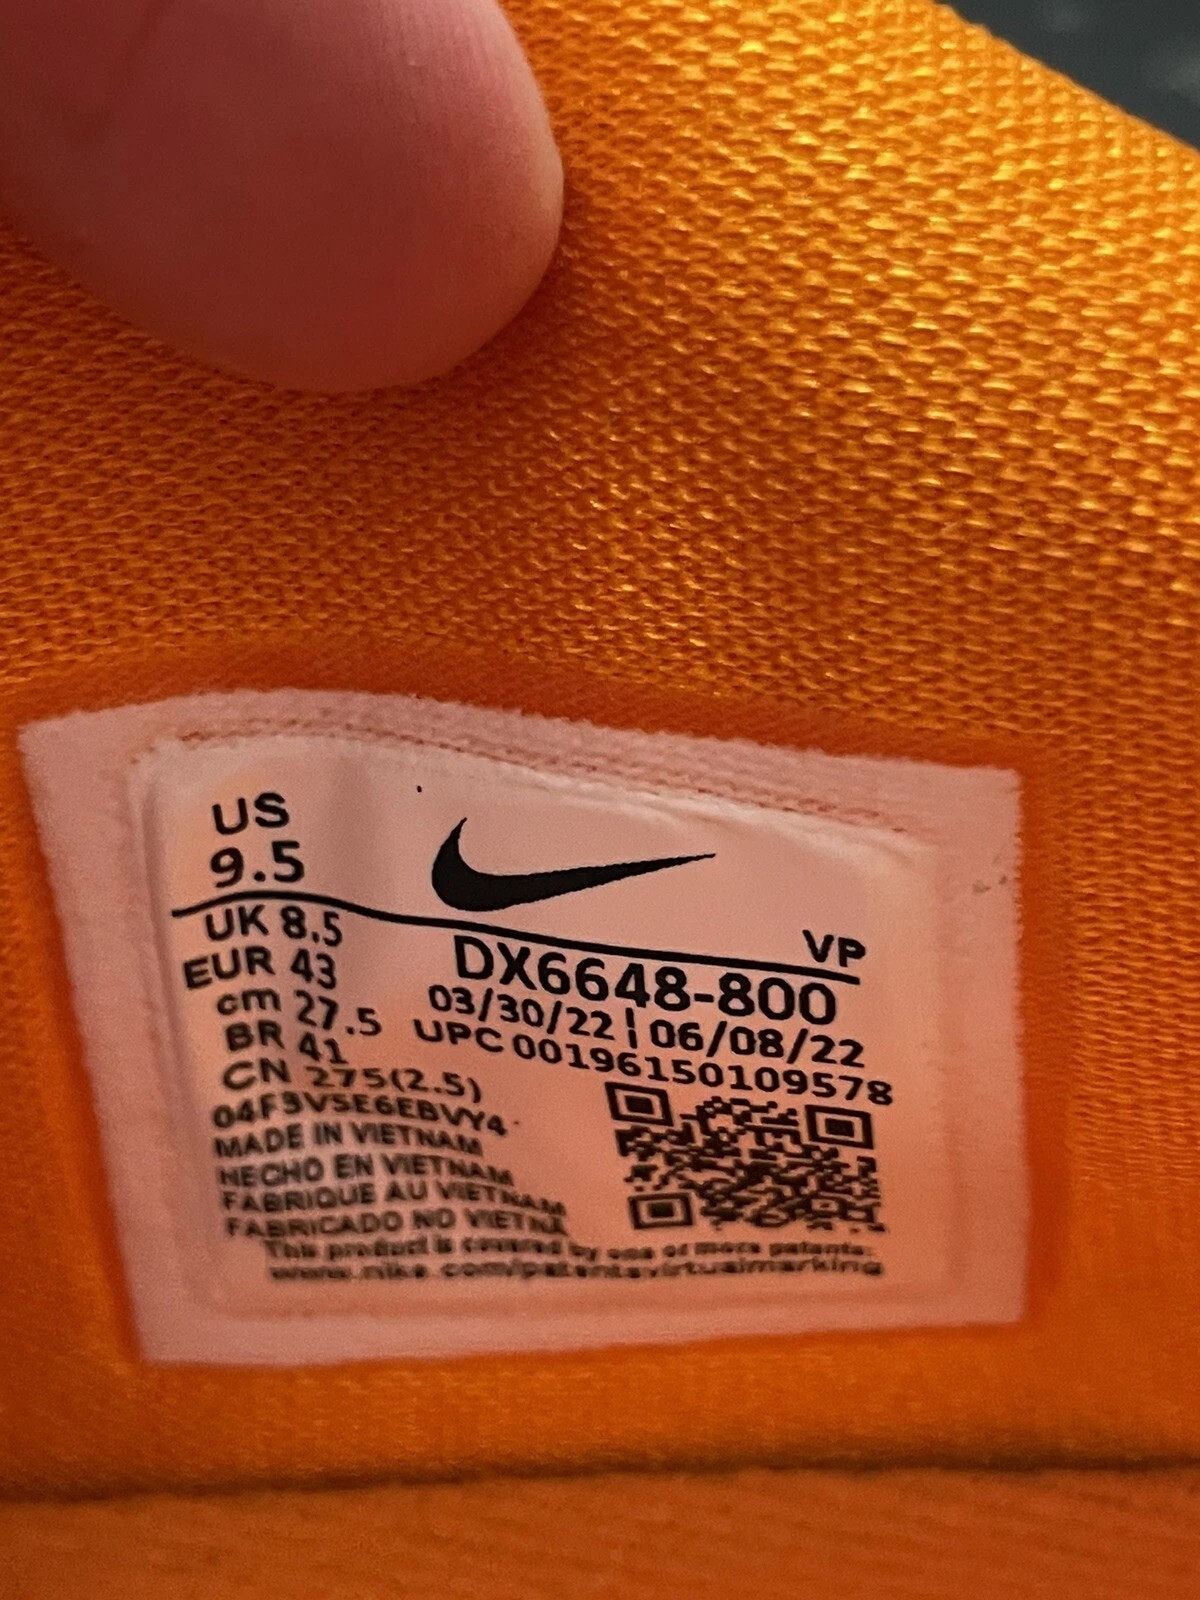 US
9.5
VP
UK 8.5
EUR 43
cm 27.5
BR 41
CN 275(2.5)
DX6648-800
03/30/22 | 06/08/22
UPC 00196150109578
04F3VSE6EBVY4
MADE IN VIETNAM
HECHO EN VIETNAM
FABRIQUE AU VIETNAM
FABRICADO NO VIETNA
This product is covered by one or more patents:
www.nike.com/patentsvirtualmarking